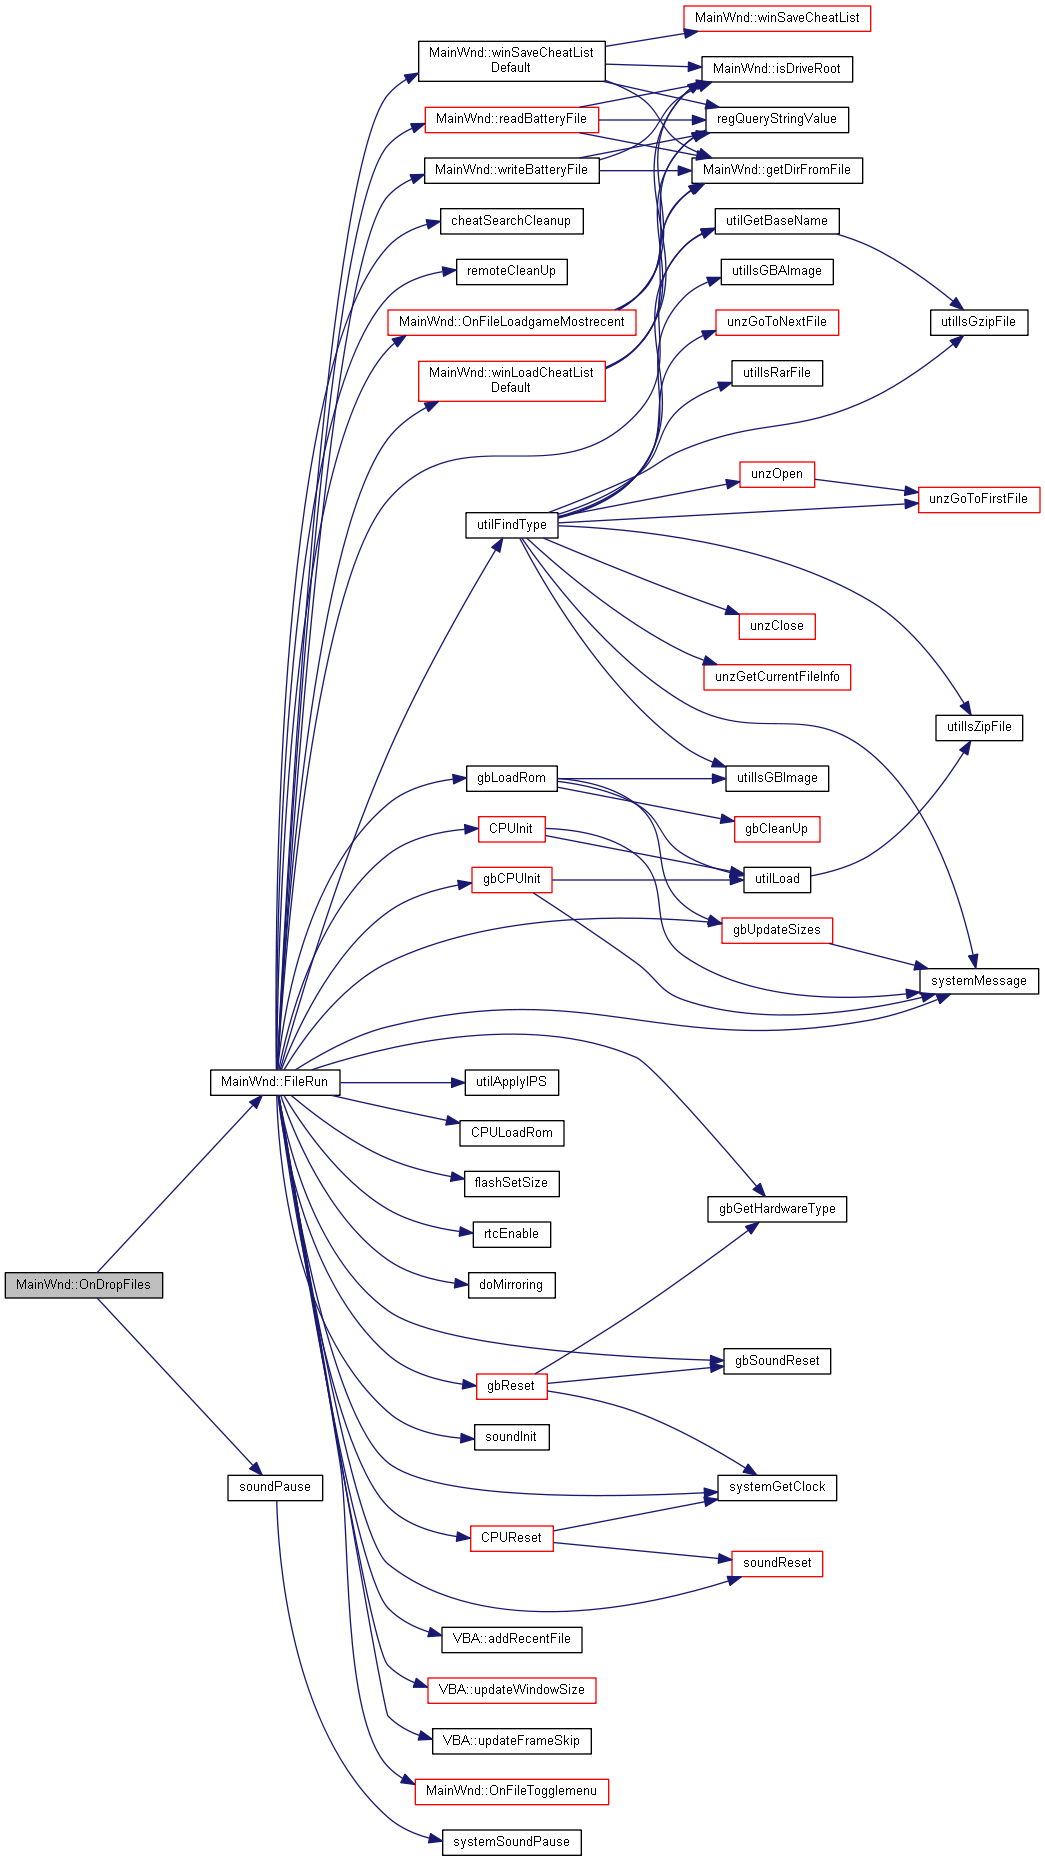 MainWnd::winSaveCheatList
MainWnd::winSaveCheatList
Default
MainWnd::isDriveRoot
MainWnd::readBatteryFile
regQueryStringValue
MainWnd::writeBatteryFile
MainWnd::getDirFromFile
cheatSearchCleanup
utilGetBaseName
remoteCleanUp
utilIsGBAImage
MainWnd::OnFileLoadgameMostrecent
unzGoToNextFile
utilIsGzipFile
MainWnd::winLoadCheatList
Default
utilIsRarFile
unzOpen
unzGoToFirstFile
utilFindType
unzClose
unzGetCurrentFileInfo
utilIsZipFile
gbLoadRom
utilIsGBImage
CPUInit
gbCleanUp
gbCPUInit
utilLoad
gbUpdateSizes
systemMessage
MainWnd::FileRun
utilApplyIPS
CPULoadRom
flashSetSize
gbGetHardwareType
rtcEnable
MainWnd::OnDropFiles
doMirroring
gbSoundReset
gbReset
soundInit
soundPause
systemGetClock
CPUReset
soundReset
VBA::addRecentFile
VBA::updateWindowSize
VBA::updateFrameSkip
MainWnd::OnFileTogglemenu
systemSoundPause